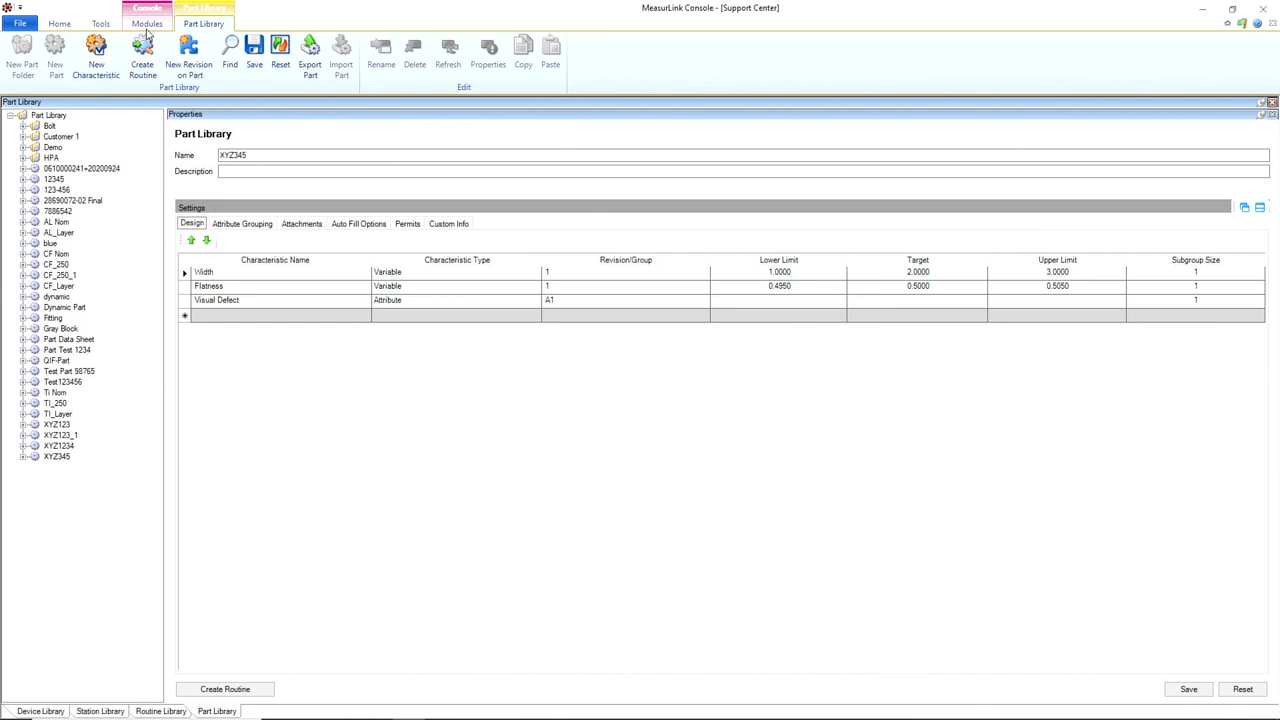 Console
Part Library
MeasurLink Console - [Support Center]
File
Home
Tools
Modules
Part Library
New Part Folder
New Part
New Characteristic
Create Routine
New Revision on Part
Find
Save
Reset
Export Part
Import Part
Rename
Delete
Refresh
Properties
Copy
Paste
Part Library
Edit
Part Library
Properties
Part Library
Bolt
Customer 1
Demo
HPA
0610000241+20200924
12345
123-456
28690072-02 Final
7886542
AL Nom
AL_Layer
blue
CF Nom
CF_250
CF_250_1
CF_Layer
dynamic
Dynamic Part
Fitting
Gray Block
Part Data Sheet
Part Test 1234
QIF-Part
Test Part 98765
Test123456
Ti Nom
TI_250
TI_Layer
XYZ123
XYZ123_1
XYZ1234
XYZ345
Part Library
Name XYZ345
Description
Settings
Design Attribute Grouping Attachments Auto Fill Options Permits Custom Info
Characteristic Name Characteristic Type Revision/Group Lower Limit Target Upper Limit Subgroup Size
Width Variable 1 1.0000 2.0000 3.0000 1
Flatness Variable 1 0.4950 0.5000 0.5050 1
Visual Defect Attribute A1 1
Create Routine
Save
Reset
Device Library Station Library Routine Library Part Library